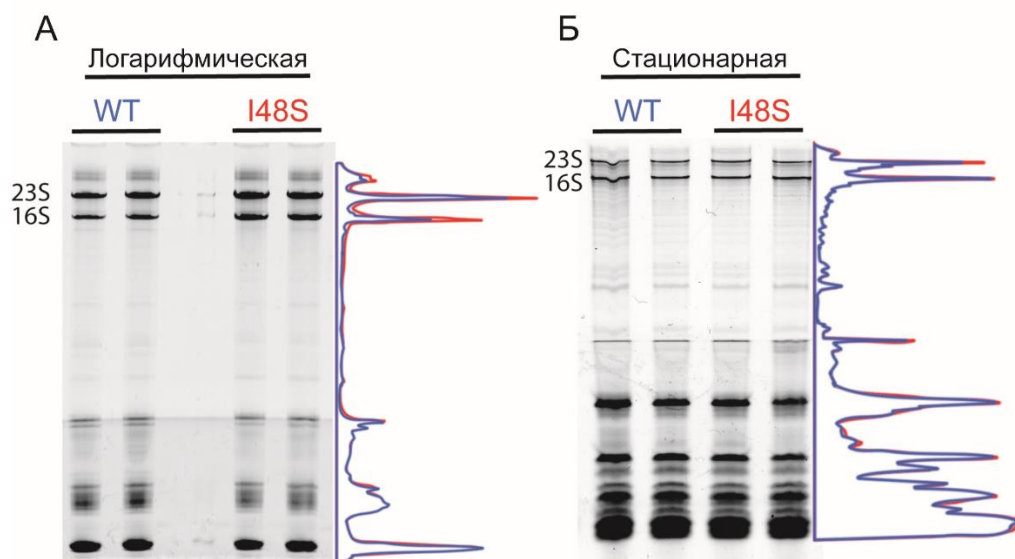 А
Логарифмическая
WT I48S
23S
16S
Б
Стационарная
WT I48S
23S
16S